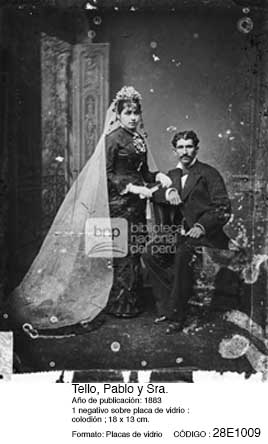 bnp
biblioteca
nacional
del perú
Tello, Pablo y Sra.
Año de publicación: 1883
1 negativo sobre placa de vidrio :
colodión ; 18 x 13 cm.
Formato: Placas de vidrio CÓDIGO : 28E1009